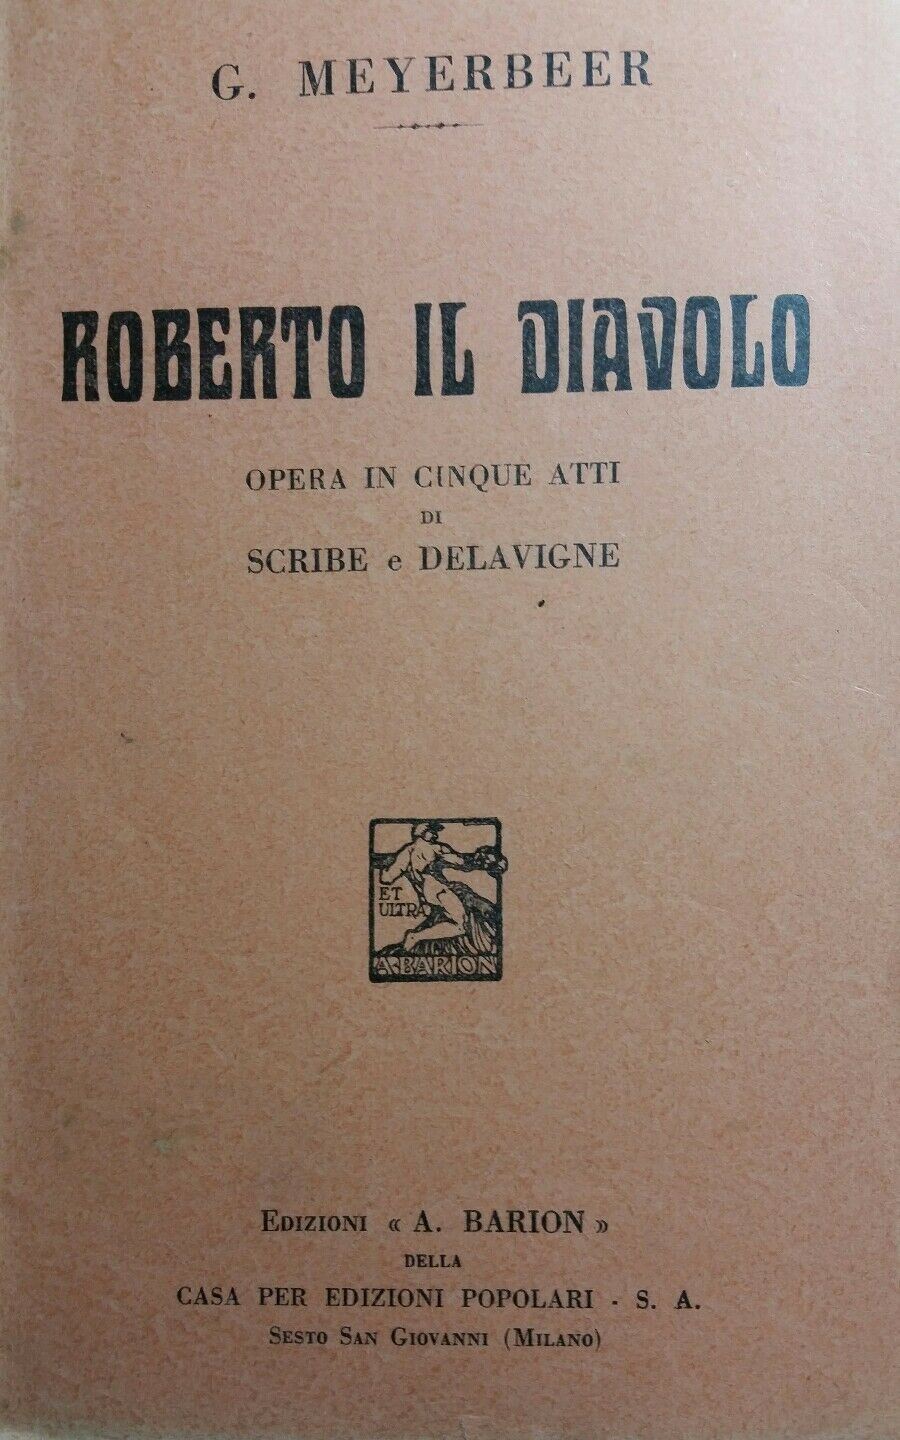 G. MEYERBEER
ROBERTO IL DIAVOLO
OPERA IN CINQUE ATTI
DI
SCRIBE e DELAVIGNE
ET
ULTRA
A·BARION
EDIZIONI « A. BARION »
DELLA
CASA PER EDIZIONI POPOLARI - S. A.
SESTO SAN GIOVANNI (MILANO)